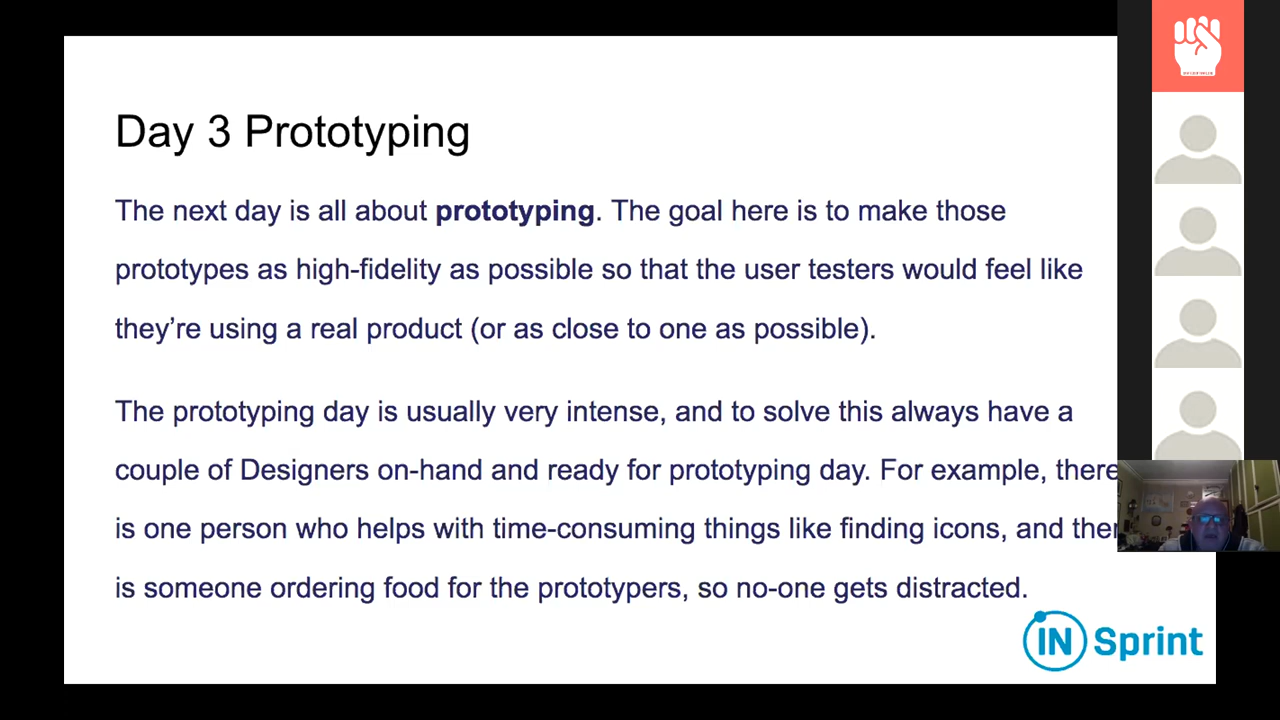 Day 3 Prototyping
The next day is all about prototyping. The goal here is to make those
prototypes as high-fidelity as possible so that the user testers would feel like
they’re using a real product (or as close to one as possible).
The prototyping day is usually very intense, and to solve this always have a
couple of Designers on-hand and ready for prototyping day. For example, there
is one person who helps with time-consuming things like finding icons, and
is someone ordering food for the prototypers, so no-one gets distracted.
IN Sprint